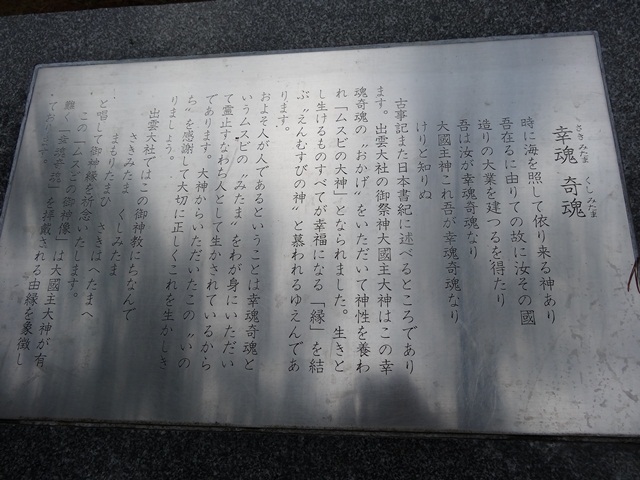 さきみたま くしみたま
幸魂 奇魂
時に海を照して依り来る神あり
吾在るに由りての故に汝その國
造りの大業を建つるを得たり
吾は汝が幸魂奇魂なり
大國主神これ吾が幸魂奇魂なり
けりと知りぬ
古事記また日本書紀に述べるところであり
ます。出雲大社の御祭神大國主大神はこの幸
魂奇魂の〝おかげ〟をいただいて神性を養わ
れ「ムスビの大神」となられました。生きと
し生けるものすべてが幸福になる「縁」を結
ぶ〝えんむすびの神〟と慕われるゆえんであ
ります。
およそ人が人であるということは幸魂奇魂と
いうムスビの〝みたま〟をわが身にいただい
て霊止すなわち人として生かされているから
であります。大神からいただいたこの〝いの
ち〟を感謝して大切に正しくこれを生かしき
りましょう。
出雲大社ではこの御神教にちなんで
さきみたま くしみたま
まもりたまひ さきはへたまへ
と唱して御神縁を祈念いたします。
この「ムスビの御神像」は大國主大神が有
難く「幸魂奇魂」を拝戴される由縁を象徴し
ております。